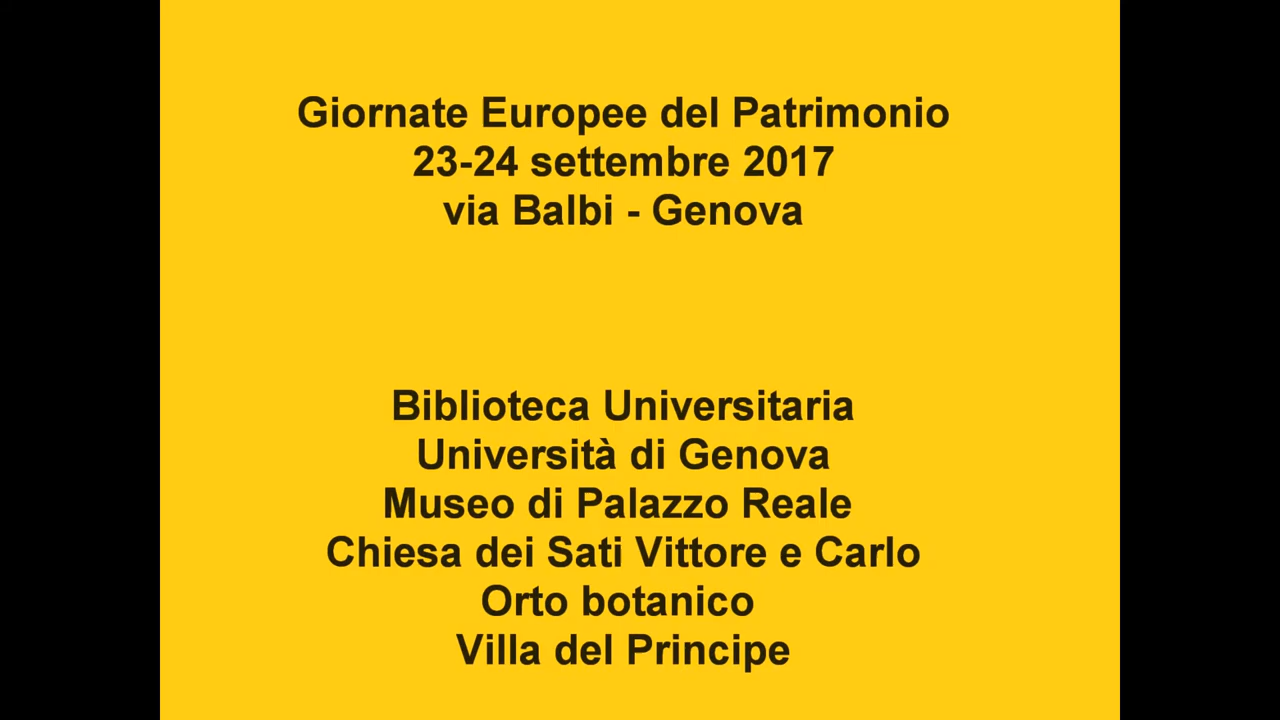 Giornate Europee del Patrimonio
23-24 settembre 2017
via Balbi - Genova
Biblioteca Universitaria
Università di Genova
Museo di Palazzo Reale
Chiesa dei Sati Vittore e Carlo
Orto botanico
Villa del Principe